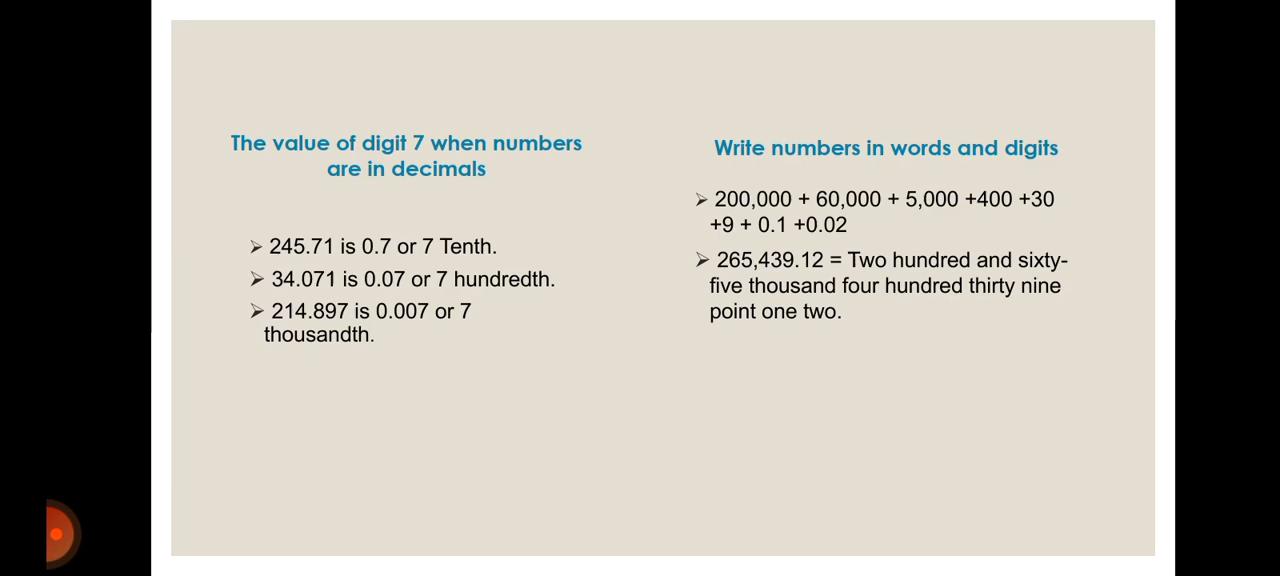 The value of digit 7 when numbers
are in decimals
➢ 245.71 is 0.7 or 7 Tenth.
➢ 34.071 is 0.07 or 7 hundredth.
➢ 214.897 is 0.007 or 7
thousandth.
Write numbers in words and digits
➢ 200,000 + 60,000 + 5,000 +400 +30
+9 + 0.1 +0.02
➢ 265,439.12 = Two hundred and sixty-
five thousand four hundred thirty nine
point one two.